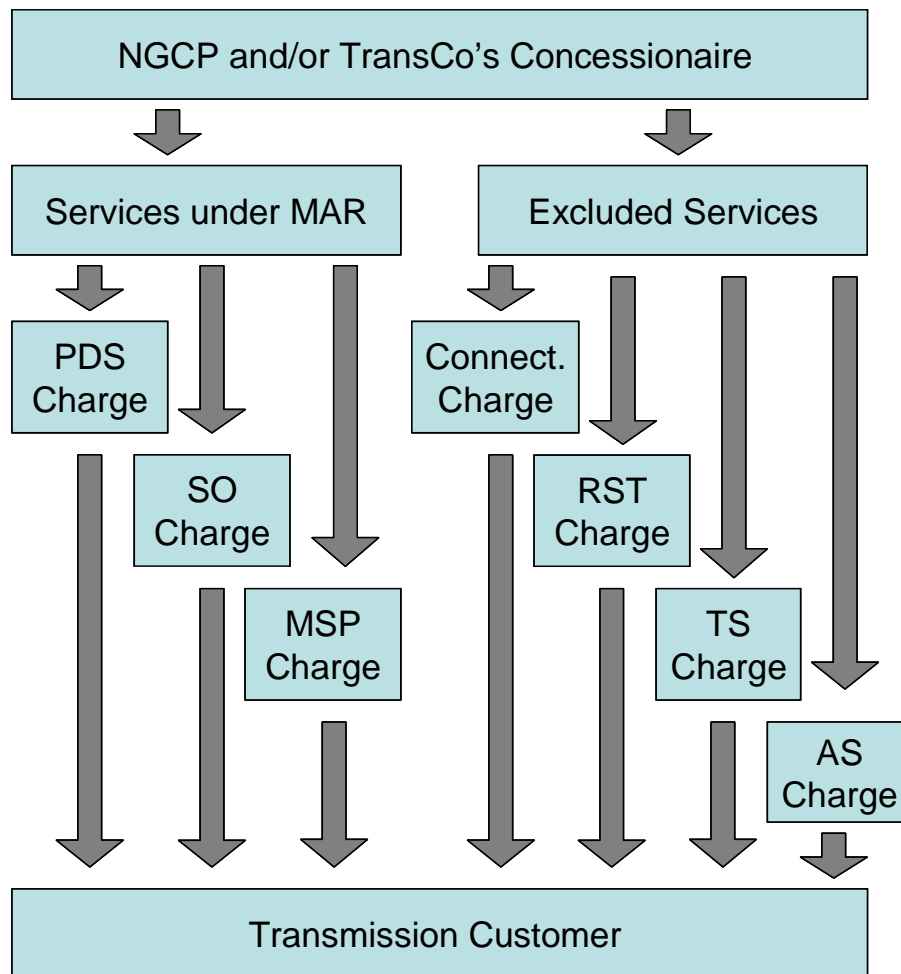 NGCP and/or TransCo’s Concessionaire
Services under MAR
Excluded Services
PDS
Charge
Connect.
Charge
SO
Charge
RST
Charge
MSP
Charge
TS
Charge
AS
Charge
Transmission Customer